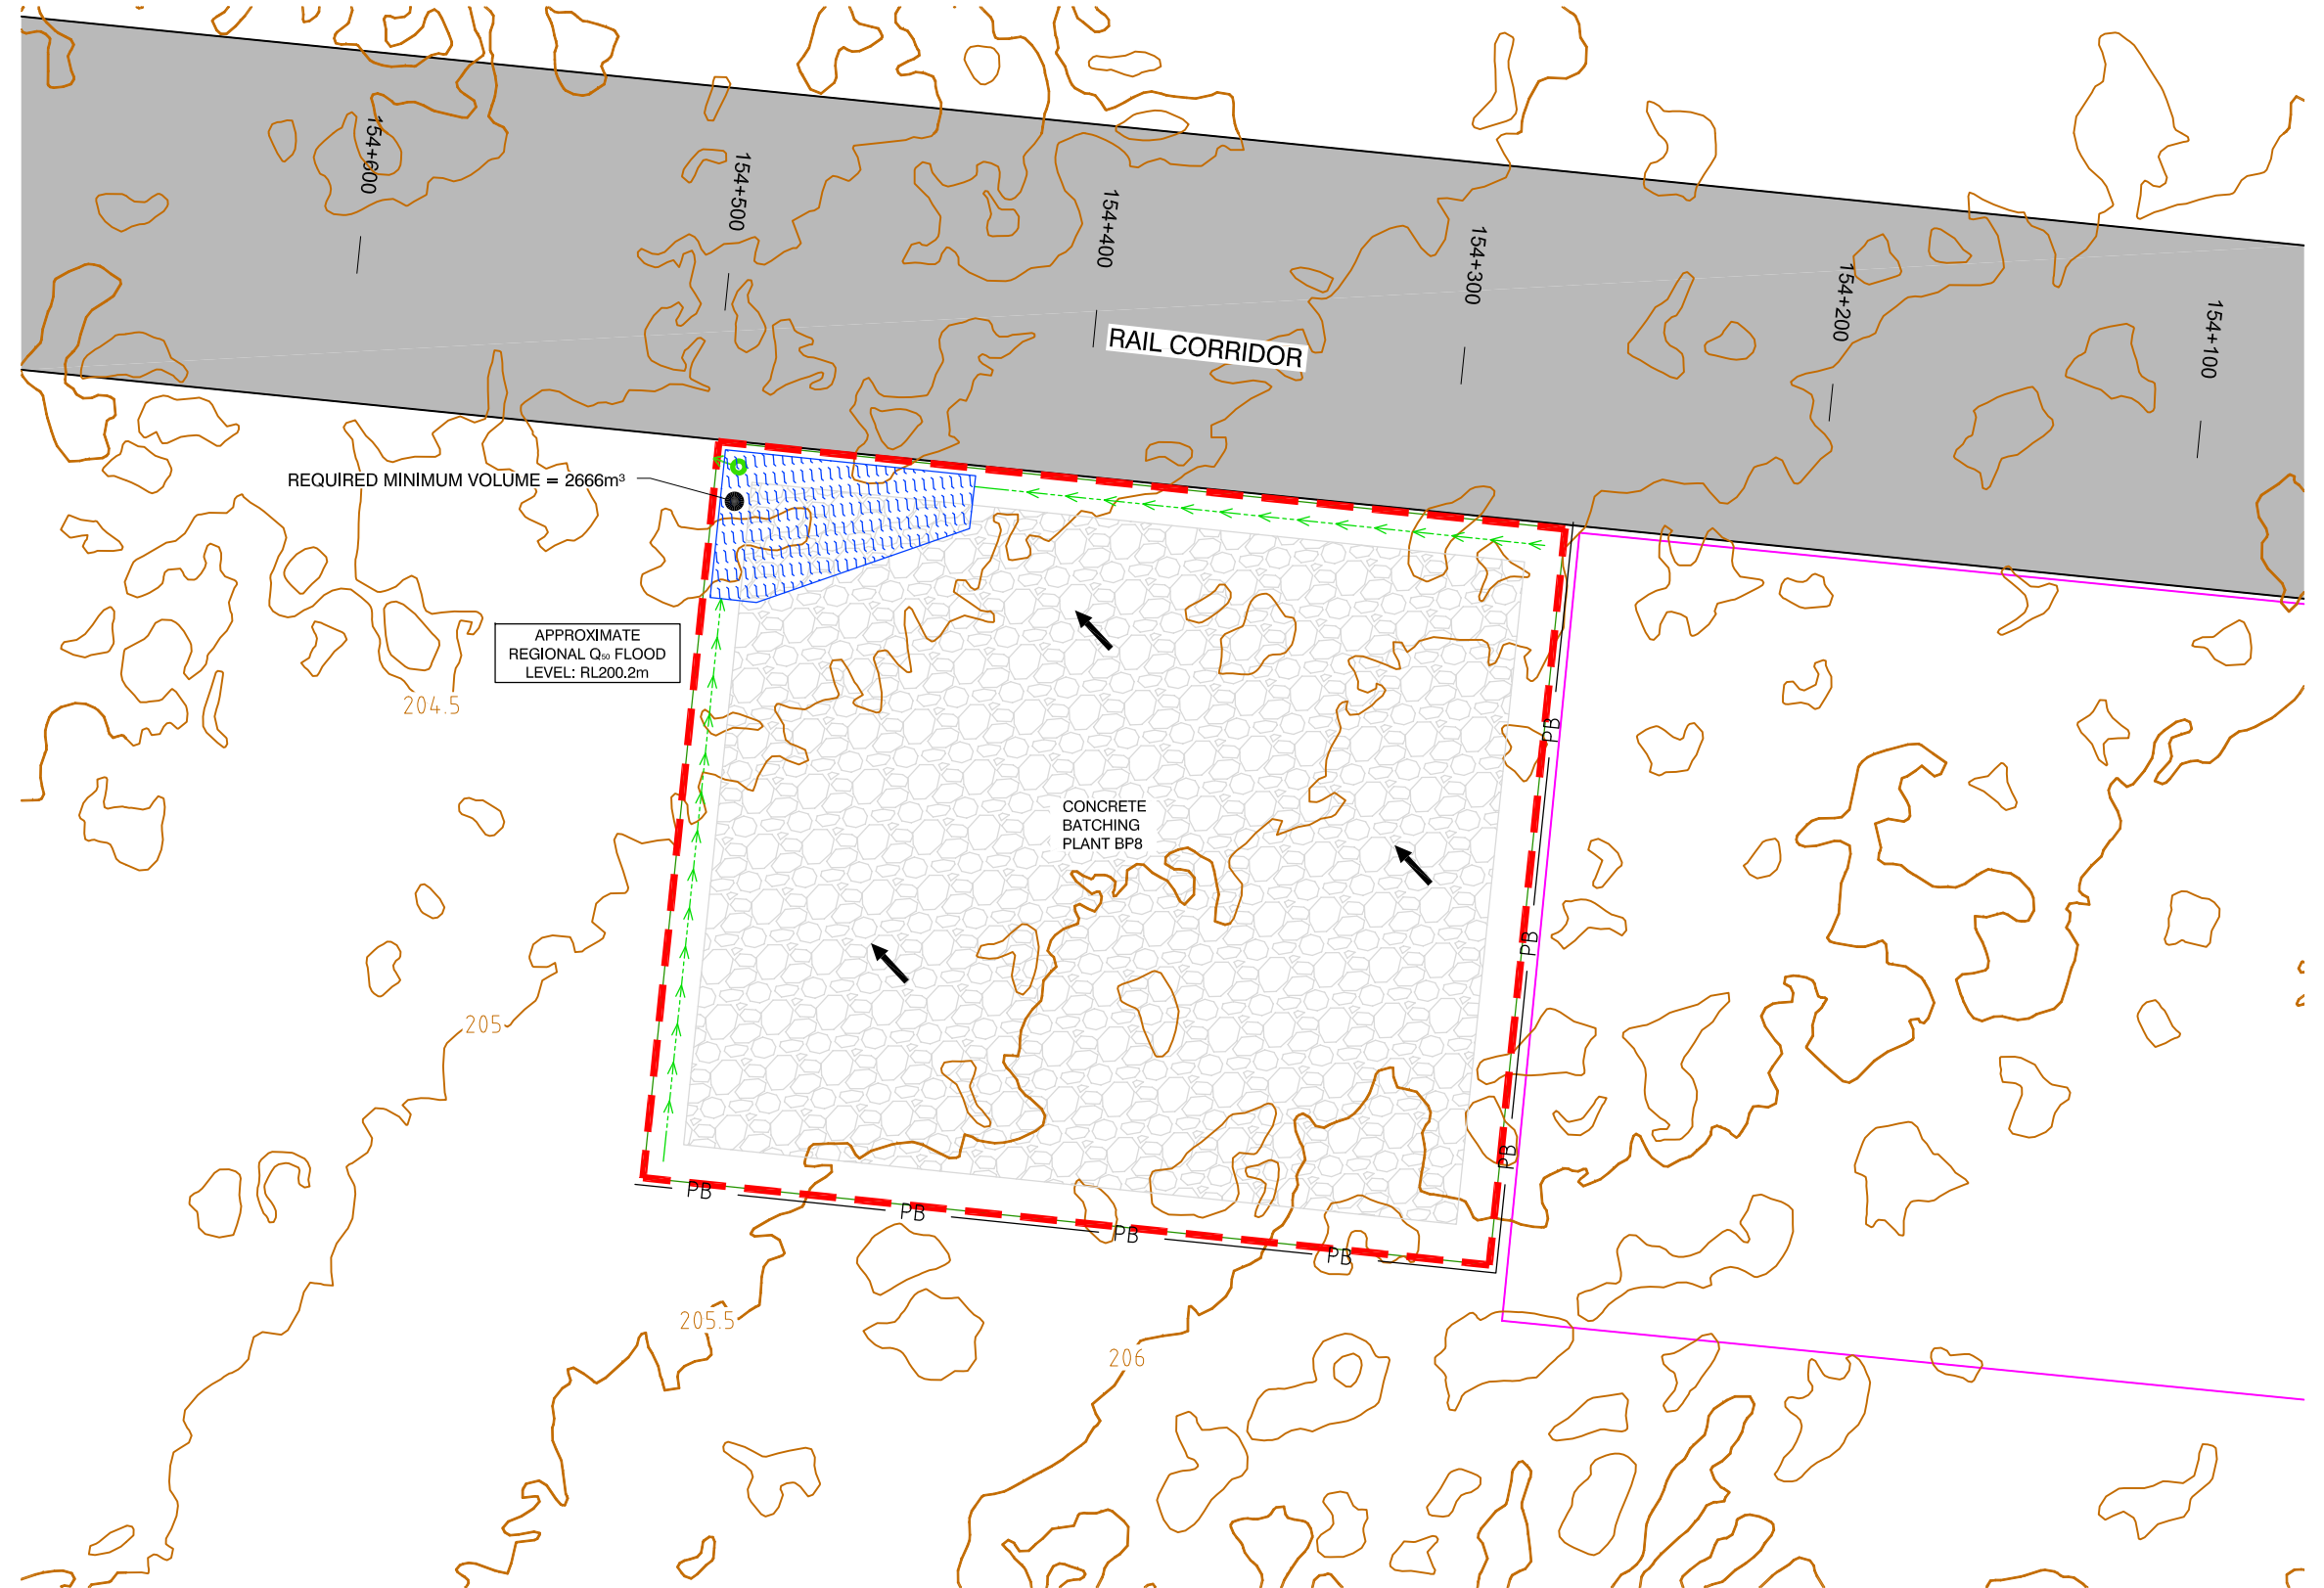 154+600
154+500
154+400
154+300
154+200
154+100
RAIL CORRIDOR
REQUIRED MINIMUM VOLUME = 2666m³
APPROXIMATE
REGIONAL Q₅₀ FLOOD
LEVEL: RL200.2m
204.5
PB
CONCRETE
BATCHING
PLANT BP8
PB
205
PB
PB
PB
PB
PB
205.5
206